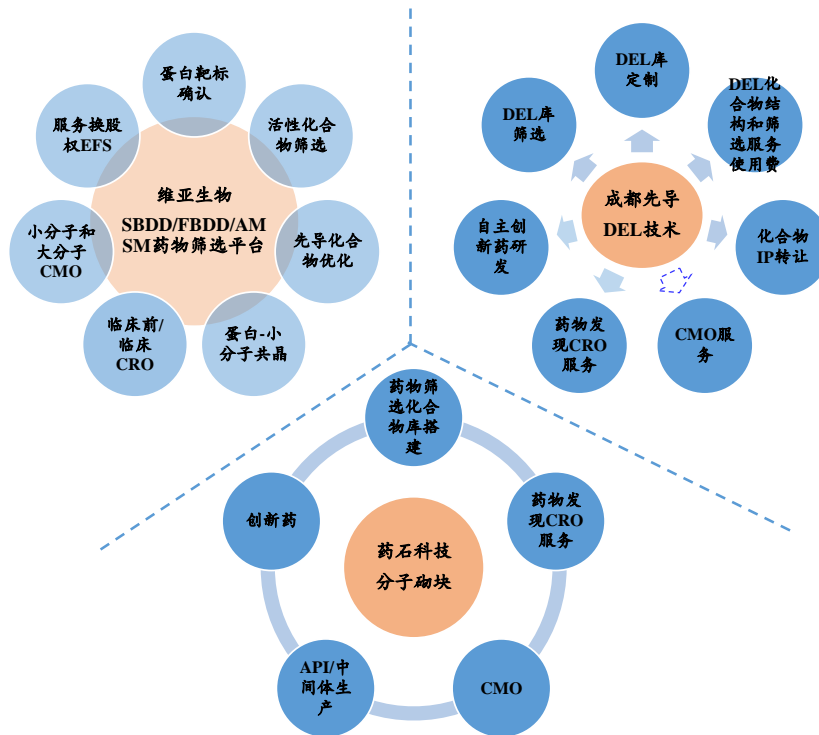 蛋白靶标
确认
活性化合
物筛选
先导化合
物优化
蛋白-小
分子共晶
临床前/
临床
CRO
小分子和
大分子
CMO
服务换股
权EFS
维亚生物
SBDD/FBDD/AM
SM药物筛选平台
DEL库
定制
DEL化
合物结
构和筛
选服务
使用费
化合物
IP转让
CMO服
务
药物发
现CRO
服务
自主创
新药研
发
DEL库
筛选
成都先导
DEL技术
药物筛
选化合
物库搭
建
药物发
现CRO
服务
CMO
API/中
间体生
产
创新药
药石科技
分子砌块